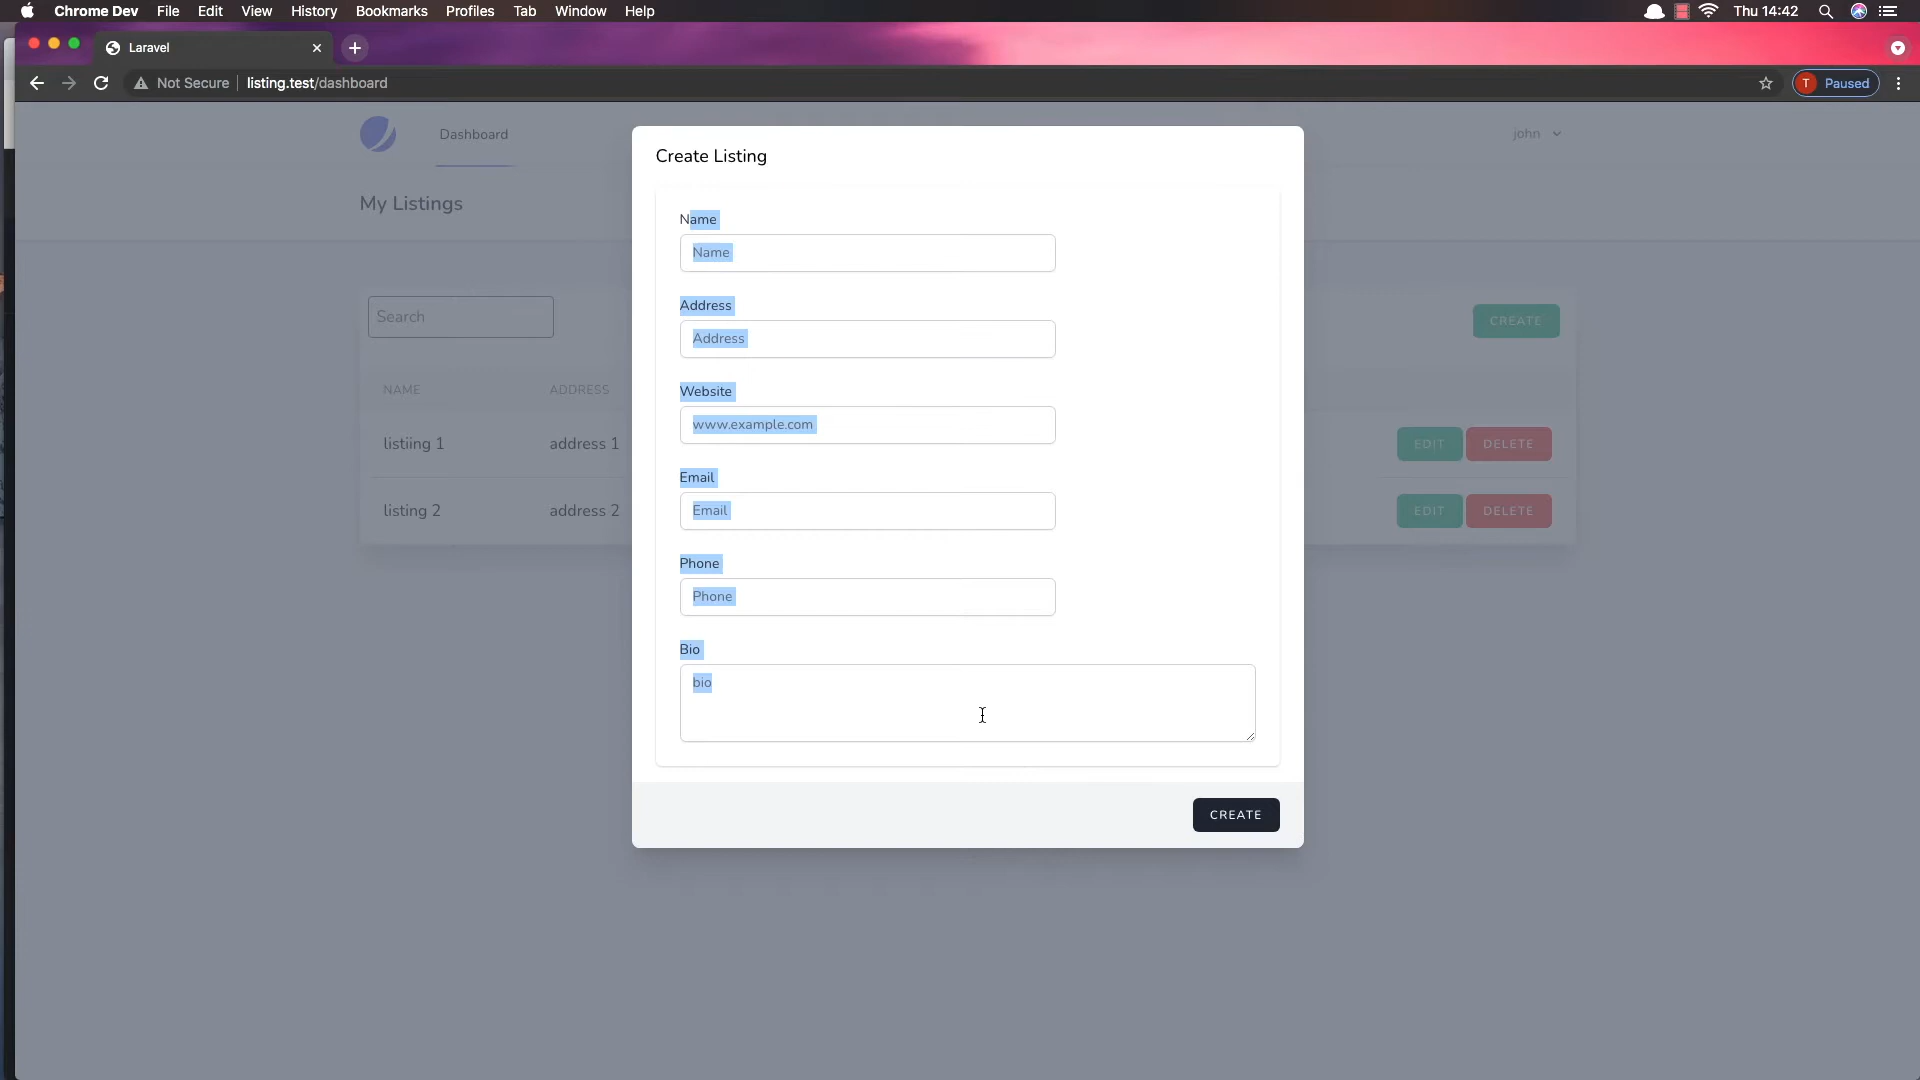 Chrome Dev File Edit View History Bookmarks Profiles Tab Window Help Thu 14:42
Laravel
Not Secure listing.test/dashboard T Paused
Dashboard john
My Listings
Create Listing
Name
Name
Address
Address
Website
www.example.com
Email
Email
Phone
Phone
Bio
bio
CREATE
Search CREATE
NAME ADDRESS
listiing 1 address 1 EDIT DELETE
listing 2 address 2 EDIT DELETE